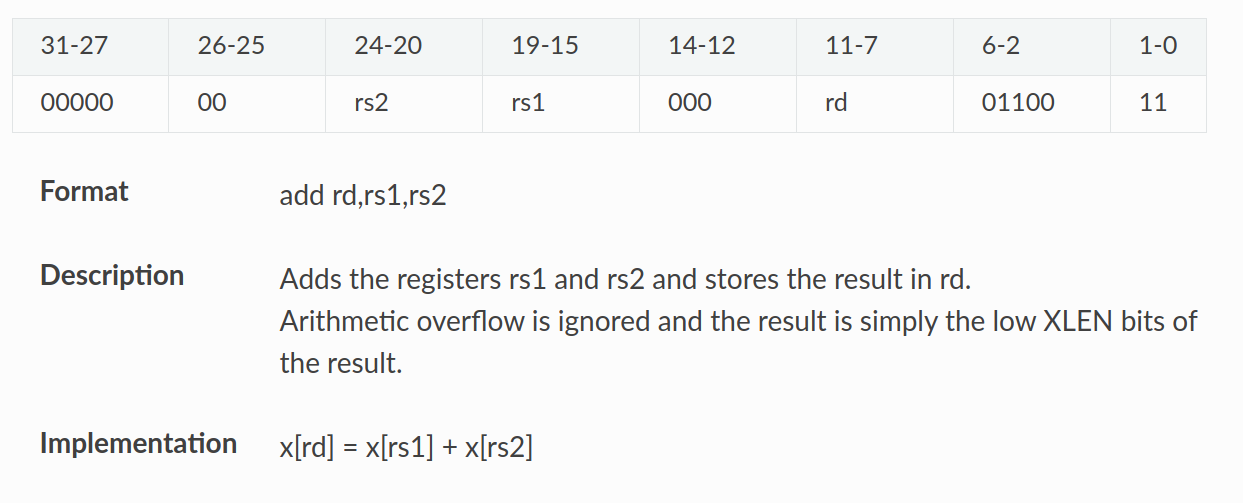 31-27 26-25 24-20 19-15 14-12 11-7 6-2 1-0
00000 00 rs2 rs1 000 rd 01100 11
Format add rd,rs1,rs2
Description Adds the registers rs1 and rs2 and stores the result in rd.
Arithmetic overflow is ignored and the result is simply the low XLEN bits of
the result.
Implementation x[rd] = x[rs1] + x[rs2]